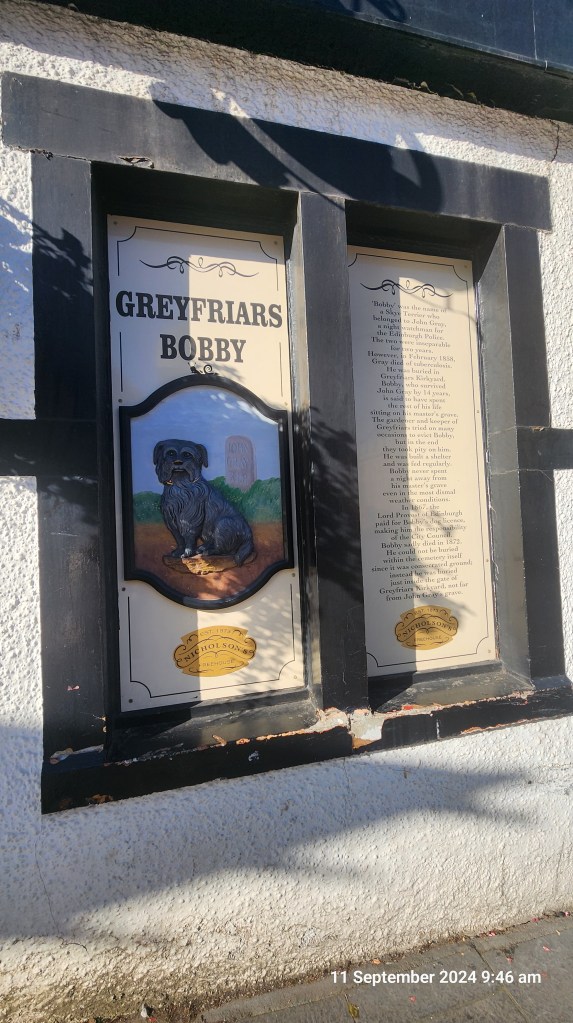 GREYFRIARS
BOBBY
EST. 1873
NICHOLSON'S
'Bobby' was the name of
a Skye Terrier who
belonged to John Gray,
a night watchman for
the Edinburgh Police.
The two were inseparable
for two years.
However, in February 1858,
Gray died of tuberculosis.
He was buried in
Greyfriars Kirkyard.
Bobby, who survived
John Gray by 14 years,
is said to have spent
the rest of his life
sitting on his master's grave.
The gardener and keeper of
Greyfriars tried on many
occasions to evict Bobby;
but in the end
they took pity on him.
He was built a shelter
and was fed regularly.
Bobby never spent
a night away from
his master's grave
even in the most dismal
weather conditions.
In 1867, the
Lord Provost of Edinburgh
paid for Bobby's licence;
making him the responsibility
of the City Council.
Bobby sadly died in 1872.
He could not be buried
within the cemetery itself
since it was consecrated ground;
instead he was buried
just inside the gate of
Greyfriars Kirkyard, not far
from John Gray's grave.
NICHOLSON'S
11 September 2024 9:46 am